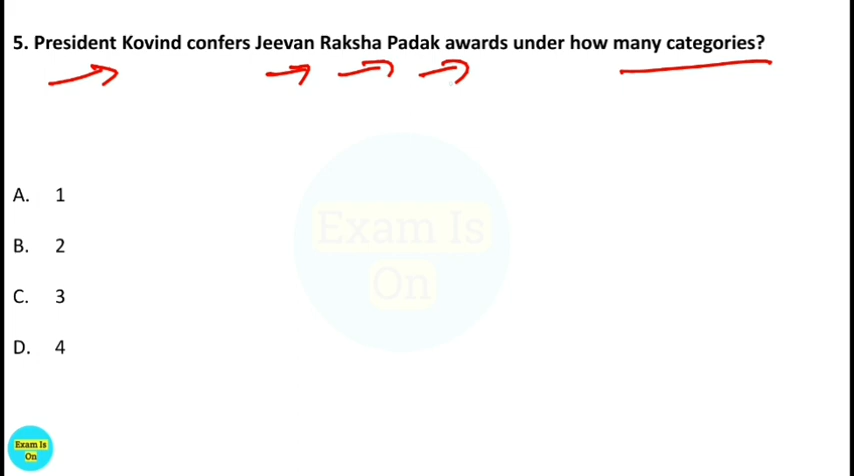 5. President Kovind confers Jeevan Raksha Padak awards under how many categories?
A. 1
Exam Is
On
B. 2
C. 3
D. 4
Exam Is
On